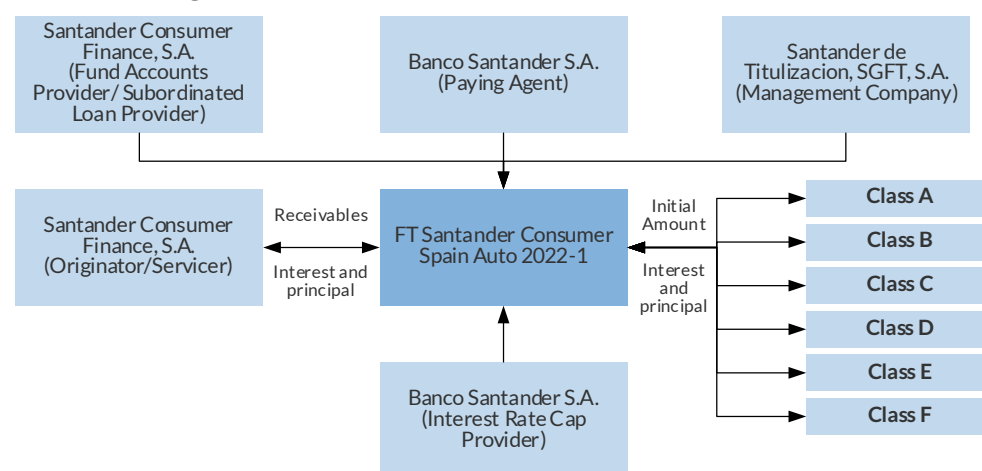 Santander Consumer
Finance, S.A.
(Fund Accounts
Provider/ Subordinated
Loan Provider)
Banco Santander S.A.
(Paying Agent)
Santander de
Titulizacion, SGFT, S.A.
(Management Company)
Santander Consumer
Finance, S.A.
(Originator/Servicer)
Receivables
Interest and
principal
FT Santander Consumer
Spain Auto 2022-1
Initial
Amount
Interest
and
principal
Class A
Class B
Class C
Class D
Class E
Class F
Banco Santander S.A.
(Interest Rate Cap
Provider)